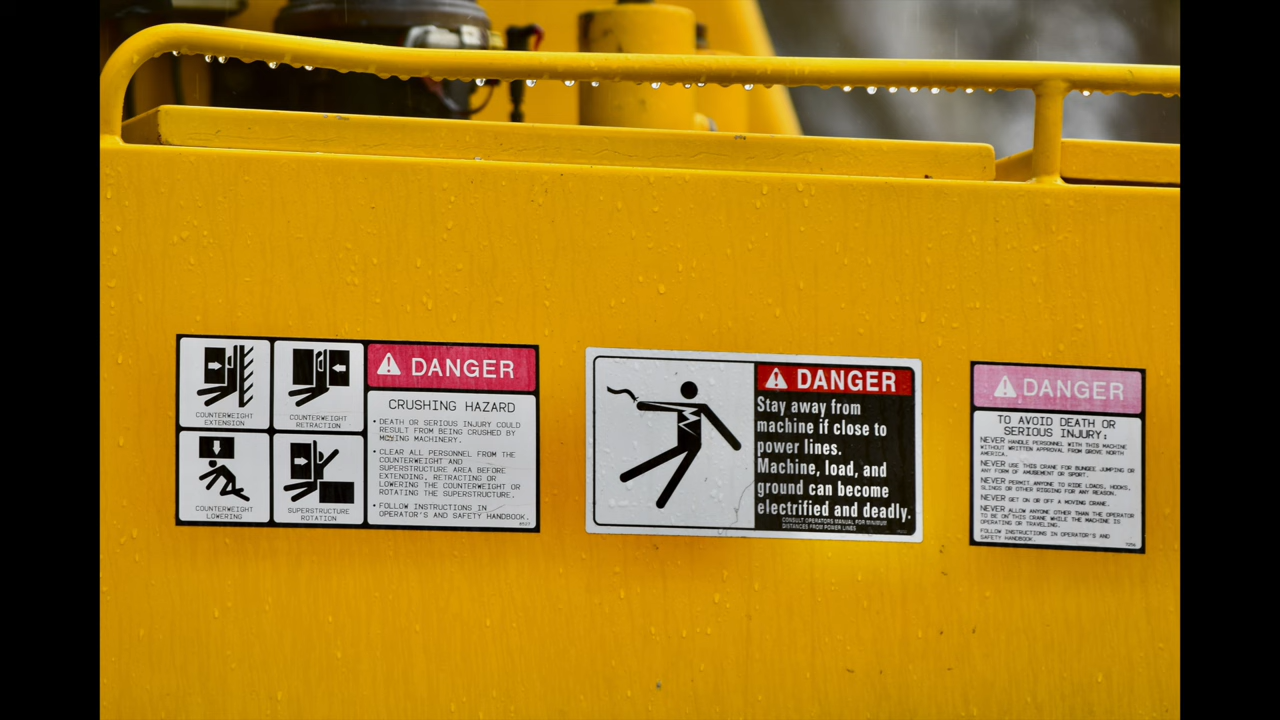 DANGER
CRUSHING HAZARD
• DEATH OR SERIOUS INJURY COULD
RESULT FROM BEING CRUSHED BY
MOVING MACHINERY.
• CLEAR ALL PERSONNEL FROM THE
COUNTERWEIGHT AND
SUPERSTRUCTURE AREA BEFORE
EXTENDING, RETRACTING OR
LOWERING THE COUNTERWEIGHT OR
ROTATING THE SUPERSTRUCTURE.
• FOLLOW INSTRUCTIONS IN
OPERATOR'S AND SAFETY HANDBOOK.
COUNTERWEIGHT
EXTENSION
COUNTERWEIGHT
RETRACTION
COUNTERWEIGHT
LOWERING
SUPERSTRUCTURE
ROTATION
DANGER
Stay away from
machine if close to
power lines.
Machine, load, and
ground can become
electrified and deadly.
CONSULT OPERATORS MANUAL FOR MINIMUM
DISTANCES FROM POWER LINES
DANGER
TO AVOID DEATH OR
SERIOUS INJURY:
NEVER HANDLE PERSONNEL WITH THIS MACHINE
WITHOUT WRITTEN APPROVAL FROM GROVE NORTH
AMERICA.
NEVER USE THIS CRANE FOR BUNGEE JUMPING OR
ANY FORM OF AMUSEMENT OR SPORT.
NEVER PERMIT ANYONE TO RIDE LOADS, HOOKS,
SLINGS OR OTHER RIGGING FOR ANY REASON.
NEVER GET ON OR OFF A MOVING CRANE.
NEVER ALLOW ANYONE OTHER THAN THE OPERATOR
TO BE ON THIS CRANE WHILE THE MACHINE IS
OPERATING OR TRAVELING.
FOLLOW INSTRUCTIONS IN OPERATOR'S AND
SAFETY HANDBOOK.